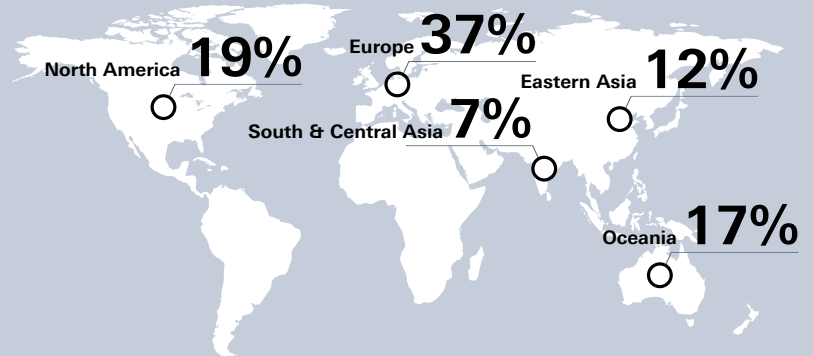 North America 19%
Europe 37%
Eastern Asia 12%
South & Central Asia 7%
Oceania 17%